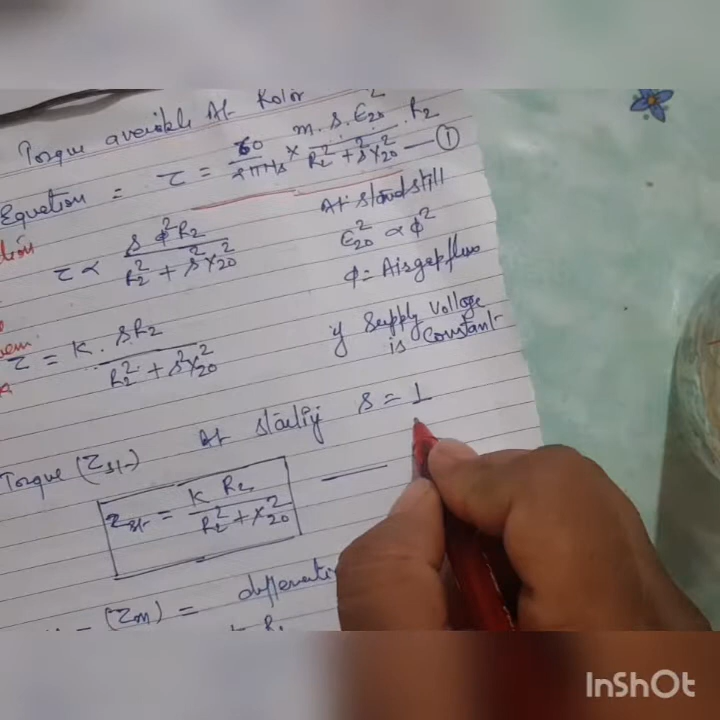 Torque available At Rotor
Equation = τ = 60/2πNs × m.s.E₂₀².R₂/R₂² + s²X₂₀² — ①
At standstill
τ ∝ s ϕ²R₂/R₂² + s²X₂₀²
E₂₀² ∝ ϕ²
ϕ = Airgap flux
τ = K. sR₂/R₂² + s²X₂₀²
if Supply Voltage
is Constant
Torque (τst)
At starting s = 1
τst = K R₂/R₂² + X₂₀²
(τm) =
InShOt